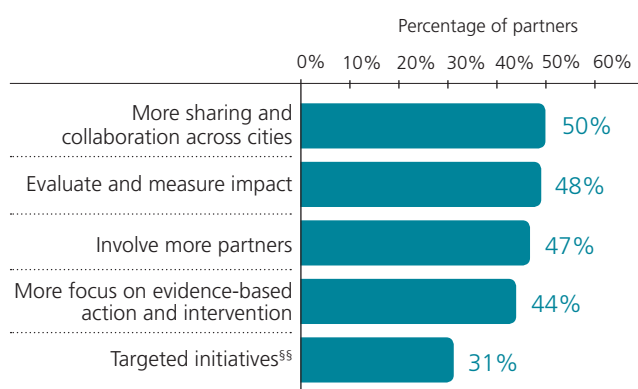 Percentage of partners
0% 10% 20% 30% 40% 50% 60%
More sharing and
collaboration across cities
50%
Evaluate and measure impact
48%
Involve more partners
47%
More focus on evidence-based
action and intervention
44%
Targeted initiatives§§
31%